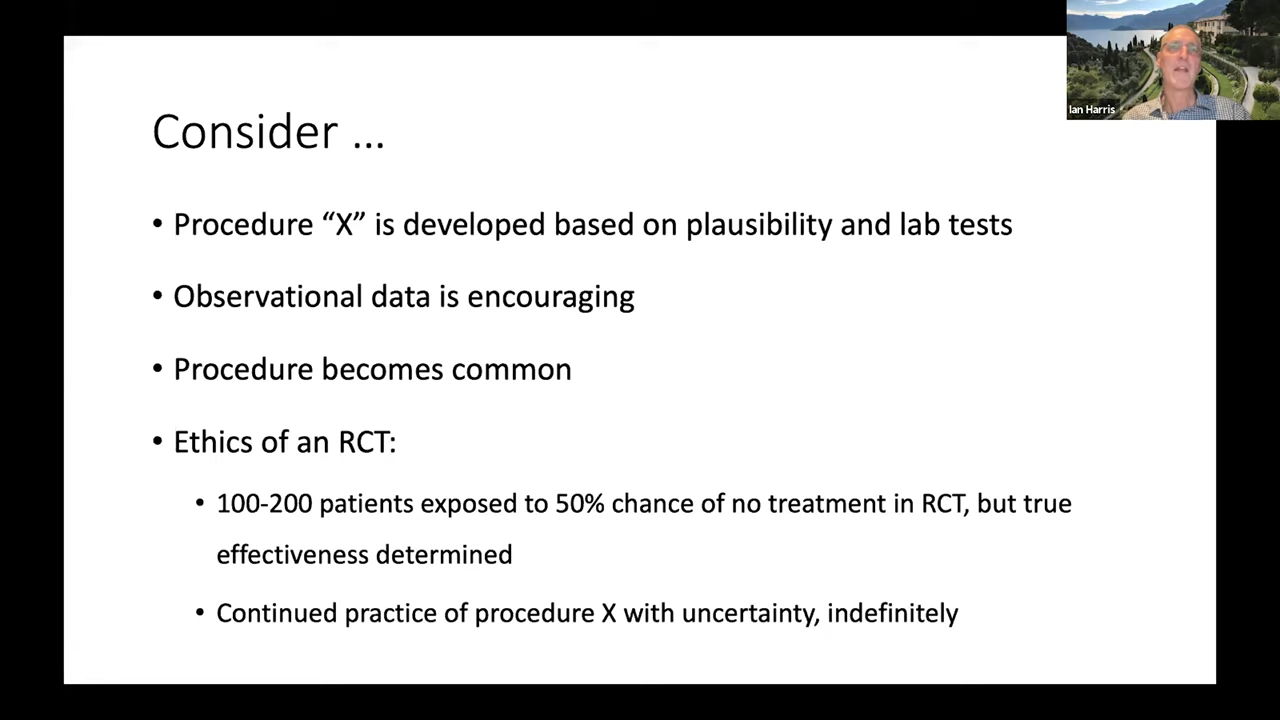 Ian Harris
Consider …
• Procedure “X” is developed based on plausibility and lab tests
• Observational data is encouraging
• Procedure becomes common
• Ethics of an RCT:
• 100-200 patients exposed to 50% chance of no treatment in RCT, but true
effectiveness determined
• Continued practice of procedure X with uncertainty, indefinitely